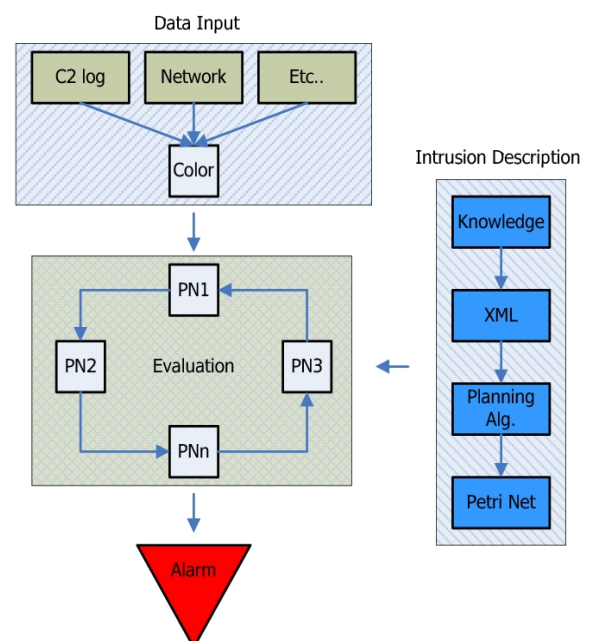 Data Input
C2 log
Network
Etc..
Color
Intrusion Description
Knowledge
XML
Planning
Alg.
Petri Net
PN1
PN2
Evaluation
PN3
PNn
Alarm